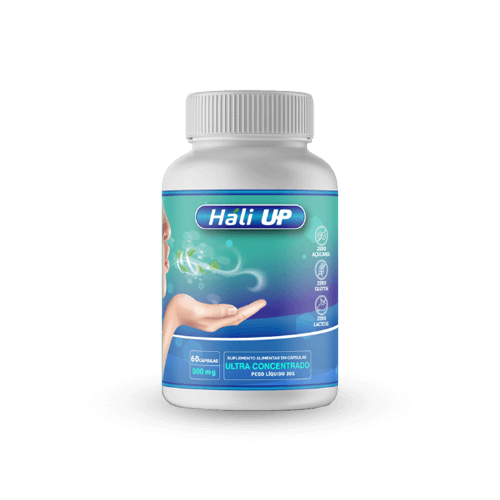 Háli UP
ZERO
AÇÚCARES
ZERO
GLÚTEN
ZERO
LACTOSE
60 CÁPSULAS
500 mg
SUPLEMENTO ALIMENTAR EM CÁPSULAS
ULTRA CONCENTRADO
PESO LÍQUIDO 30G